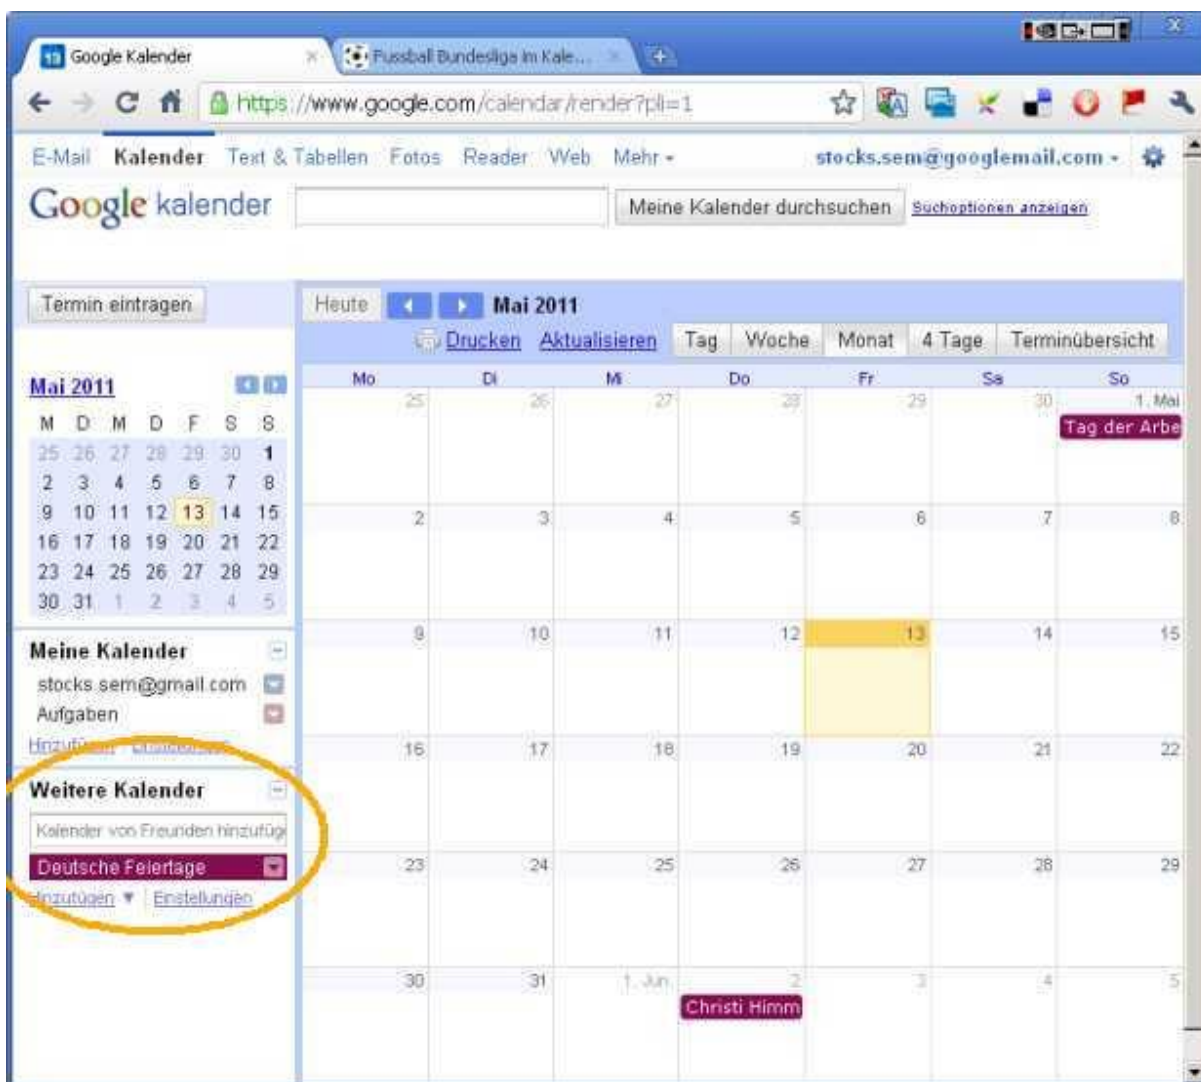 Google Kalender
Fussball Bundesliga im Kale...
https://www.google.com/calendar/render?pli=1
E-Mail Kalender Text & Tabellen Fotos Reader Web Mehr
stocks.sem@googlemail.com
Google kalender
Meine Kalender durchsuchen
Suchoptionen anzeigen
Termin eintragen
Heute
Mai 2011
Drucken Aktualisieren Tag Woche Monat 4 Tage Terminübersicht
Mai 2011
M D M D F S S
25 26 27 28 29 30 1
2 3 4 5 6 7 8
9 10 11 12 13 14 15
16 17 18 19 20 21 22
23 24 25 26 27 28 29
30 31 1 2 3 4 5
Meine Kalender
stocks.sem@gmail.com
Aufgaben
Hinzufügen
Weitere Kalender
Kalender von Freunden hinzufüge
Deutsche Feiertage
Hinzufügen ▼ Einstellungen
Mo Di Mi Do Fr Sa So
25 26 27 28 29 30 1. Mai
Tag der Arbe
2 3 4 5 6 7 8
9 10 11 12 13 14 15
16 17 18 19 20 21 22
23 24 25 26 27 28 29
30 31 1. Jun. 2 3 4 5
Christi Himm